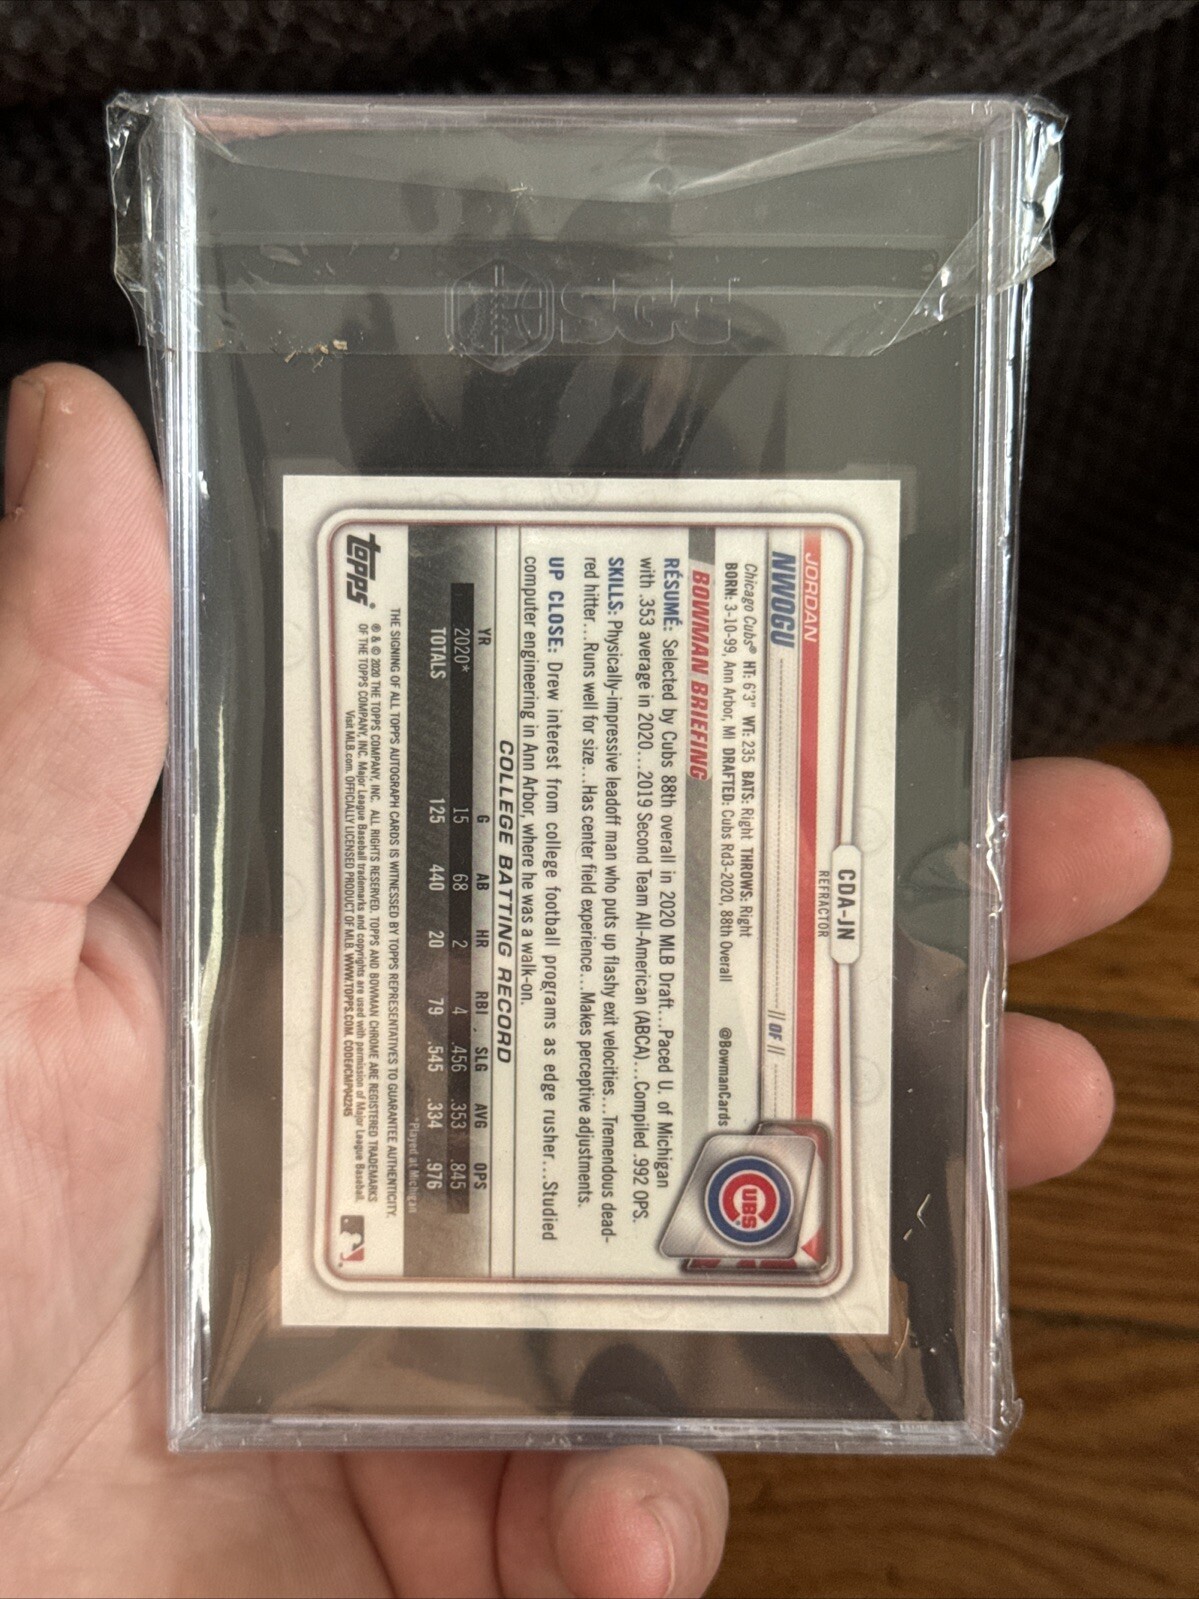 SGC
CDA-JN
REFRACTOR
JORDAN
NWOGU
// OF //
Chicago Cubs® HT: 6'3" WT: 235 BATS: Right THROWS: Right
BORN: 3-10-99, Ann Arbor, MI DRAFTED: Cubs Rd3-2020, 88th Overall
@BowmanCards
CUBS
BOWMAN BRIEFING
RÉSUMÉ: Selected by Cubs 88th overall in 2020 MLB Draft…Paced U. of Michigan
with .353 average in 2020…2019 Second Team All-American (ABCA)…Compiled .992 OPS.
SKILLS: Physically-impressive leadoff man who puts up flashy exit velocities…Tremendous dead-
red hitter…Runs well for size…Has center field experience…Makes perceptive adjustments.
UP CLOSE: Drew interest from college football programs as edge rusher…Studied
computer engineering in Ann Arbor, where he was a walk-on.
COLLEGE BATTING RECORD
YR G AB HR RBI SLG AVG OPS
2020* 15 68 2 4 .456 .353 .845
TOTALS 125 440 20 79 .545 .334 .976
*Played at Michigan
THE SIGNING OF ALL TOPPS AUTOGRAPH CARDS IS WITNESSED BY TOPPS REPRESENTATIVES TO GUARANTEE AUTHENTICITY.
topps®
® & © 2020 THE TOPPS COMPANY, INC. ALL RIGHTS RESERVED. TOPPS AND BOWMAN CHROME ARE REGISTERED TRADEMARKS
OF THE TOPPS COMPANY, INC. Major League Baseball trademarks and copyrights are used with permission of Major League Baseball.
Visit MLB.com. OFFICIALLY LICENSED PRODUCT OF MLB. WWW.TOPPS.COM. CODE#CMP042245